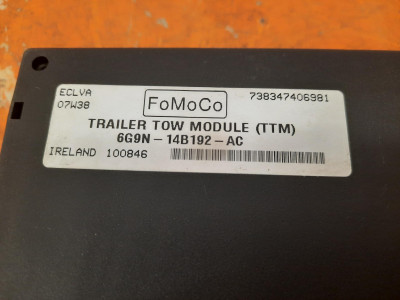 ECLVA
07W38
FoMoCo
738347406981
TRAILER TOW MODULE (TTM)
6G9N-14B192-AC
IRELAND 100846